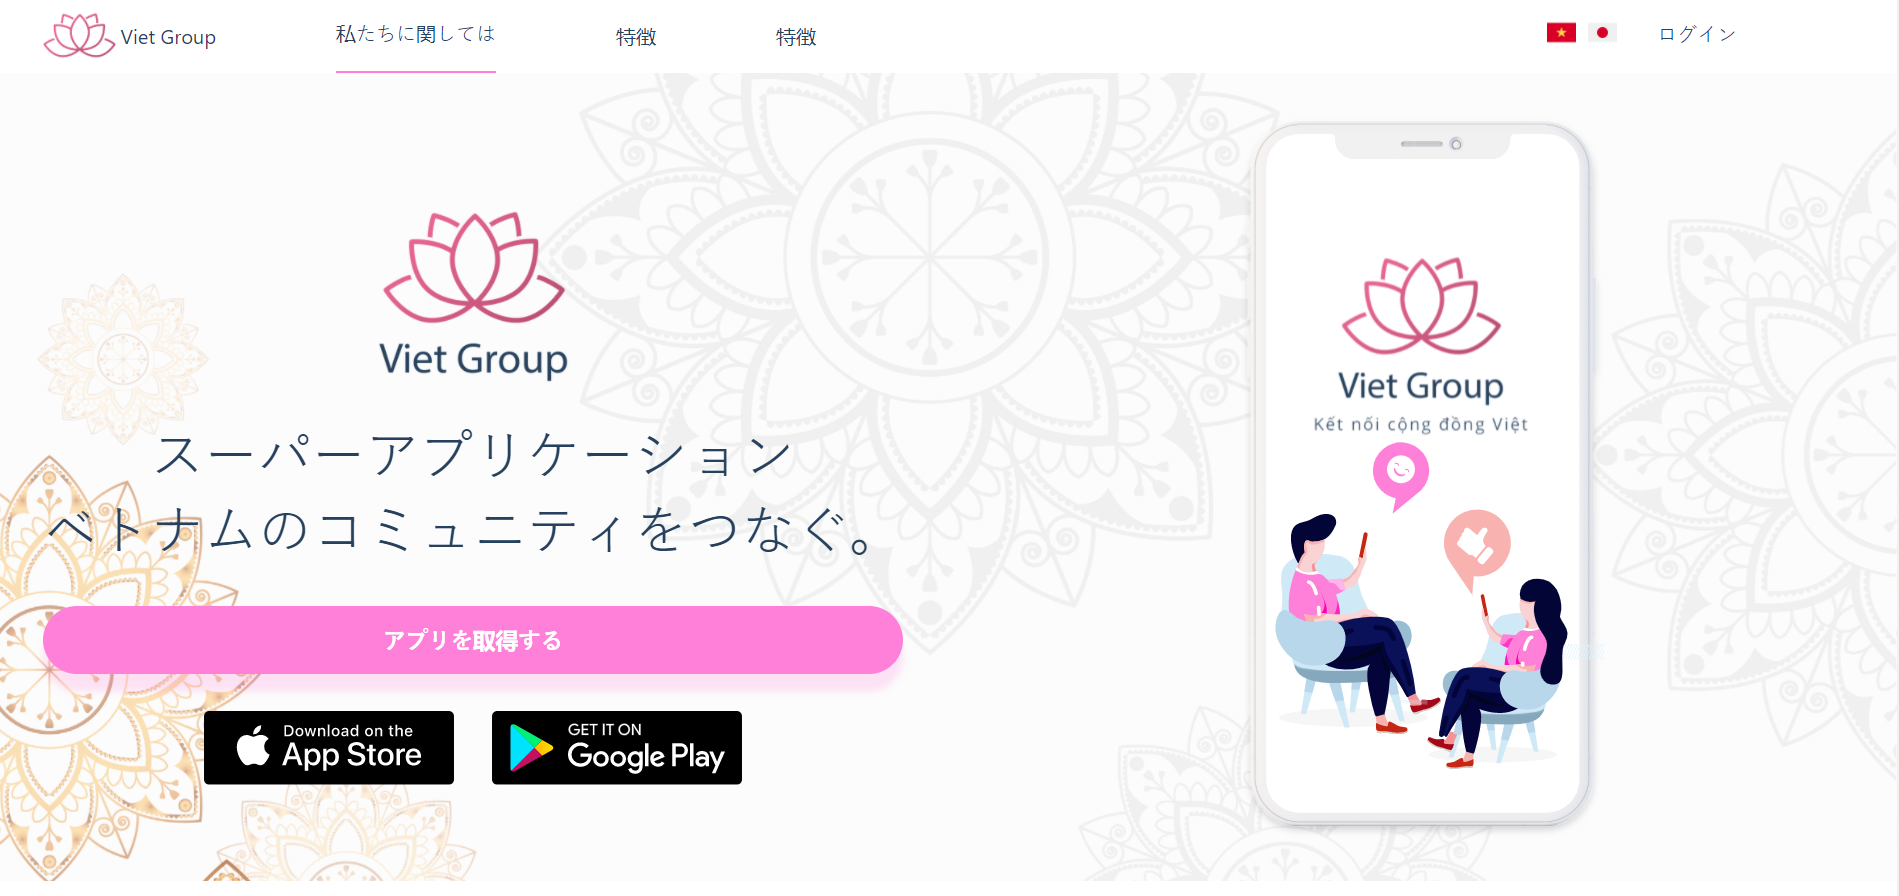 Viet Group
私たちに関しては
特徴
特徴
ログイン
Viet Group
スーパーアプリケーション
ベトナムのコミュニティをつなぐ。
アプリを取得する
Download on the
App Store
GET IT ON
Google Play
Viet Group
Kết nối cộng đồng Việt